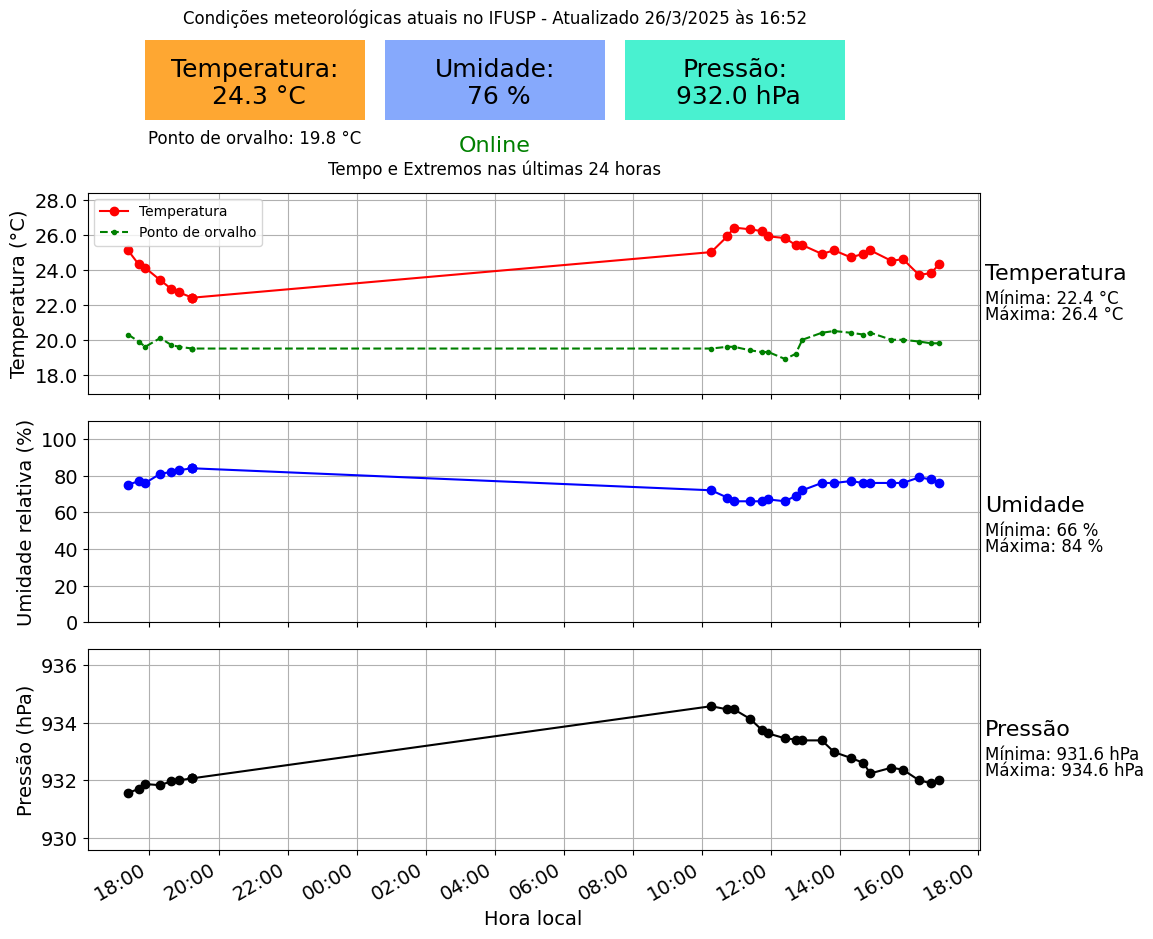 Condições meteorológicas atuais no IFUSP - Atualizado 26/3/2025 às 16:52
Temperatura:
24.3 °C
Umidade:
76 %
Pressão:
932.0 hPa
Ponto de orvalho: 19.8 °C
Online
Tempo e Extremos nas últimas 24 horas
Temperatura (°C)
28.0
26.0
24.0
22.0
20.0
18.0
Temperatura
Ponto de orvalho
Temperatura
Mínima: 22.4 °C
Máxima: 26.4 °C
Umidade relativa (%)
100
80
60
40
20
0
Umidade
Mínima: 66 %
Máxima: 84 %
Pressão (hPa)
936
934
932
930
Pressão
Mínima: 931.6 hPa
Máxima: 934.6 hPa
18:00 20:00 22:00 00:00 02:00 04:00 06:00 08:00 10:00 12:00 14:00 16:00 18:00
Hora local